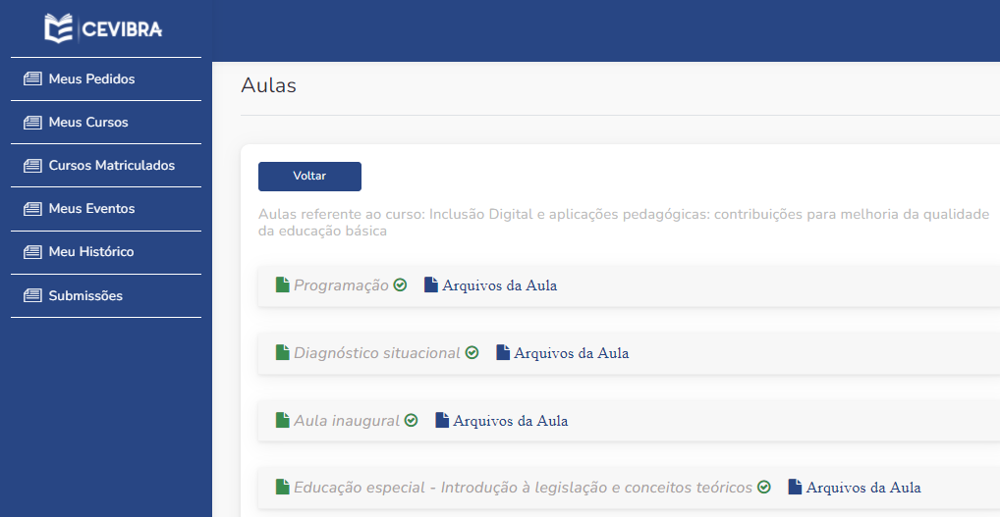 CEVIBRA
Meus Pedidos
Meus Cursos
Cursos Matriculados
Meus Eventos
Meu Histórico
Submissões
Aulas
Voltar
Aulas referente ao curso: Inclusão Digital e aplicações pedagógicas: contribuições para melhoria da qualidade
da educação básica
Programação Arquivos da Aula
Diagnóstico situacional Arquivos da Aula
Aula inaugural Arquivos da Aula
Educação especial - Introdução à legislação e conceitos teóricos Arquivos da Aula